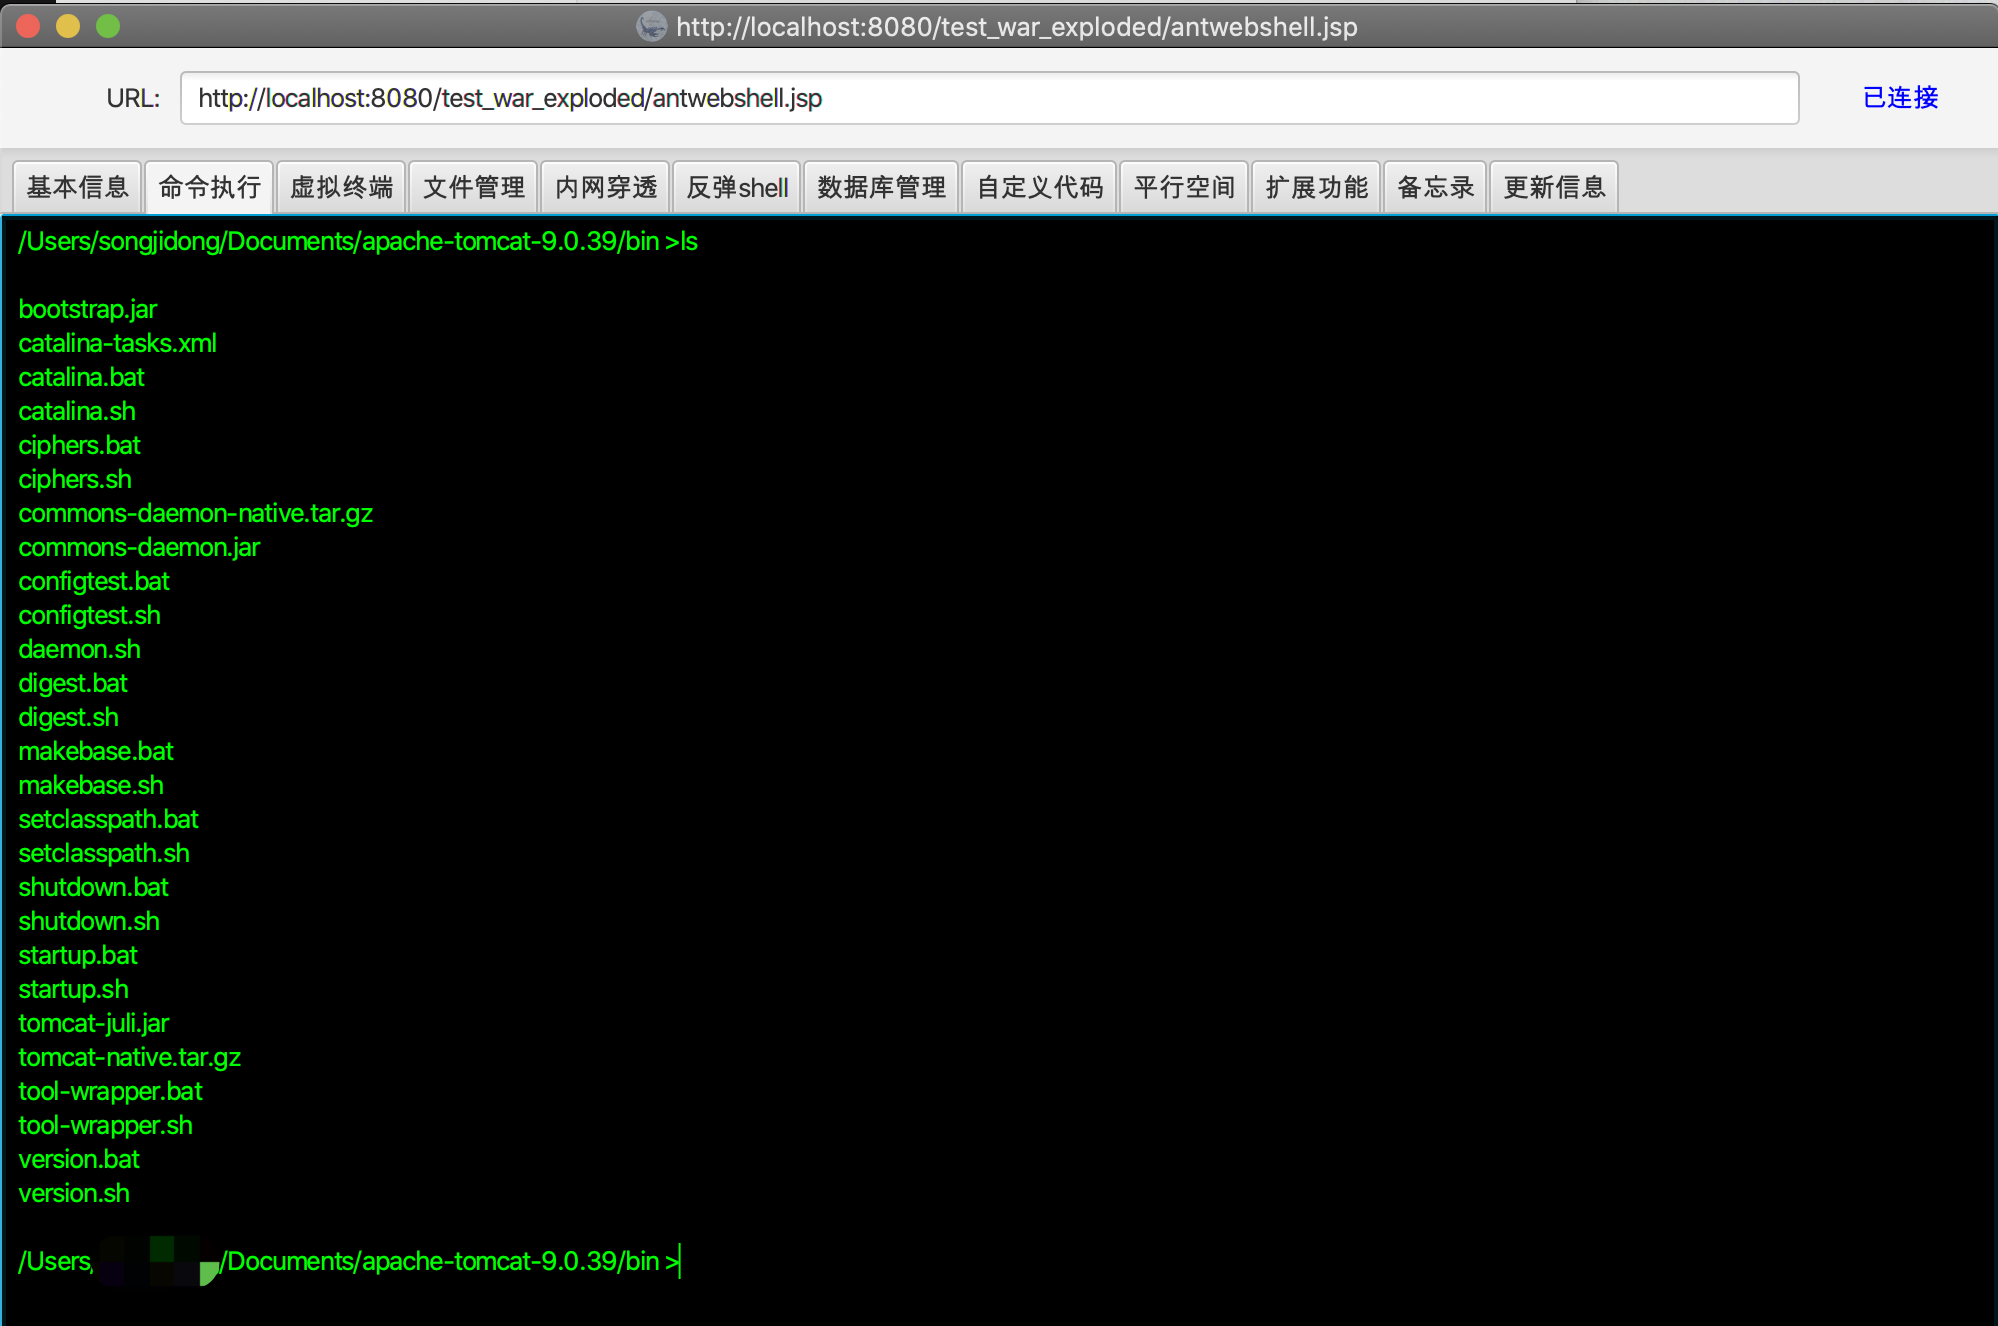 http://localhost:8080/test_war_exploded/antwebshell.jsp
URL: http://localhost:8080/test_war_exploded/antwebshell.jsp 已连接
基本信息 命令执行 虚拟终端 文件管理 内网穿透 反弹shell 数据库管理 自定义代码 平行空间 扩展功能 备忘录 更新信息
/Users/songjidong/Documents/apache-tomcat-9.0.39/bin >ls
bootstrap.jar
catalina-tasks.xml
catalina.bat
catalina.sh
ciphers.bat
ciphers.sh
commons-daemon-native.tar.gz
commons-daemon.jar
configtest.bat
configtest.sh
daemon.sh
digest.bat
digest.sh
makebase.bat
makebase.sh
setclasspath.bat
setclasspath.sh
shutdown.bat
shutdown.sh
startup.bat
startup.sh
tomcat-juli.jar
tomcat-native.tar.gz
tool-wrapper.bat
tool-wrapper.sh
version.bat
version.sh
/Users/ /Documents/apache-tomcat-9.0.39/bin >